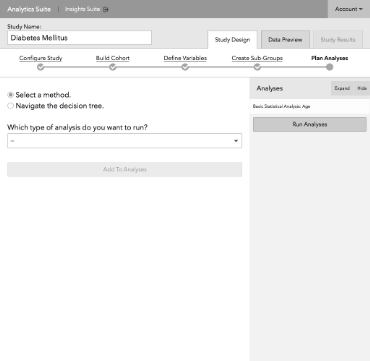 Analytics Suite | Insights Suite
Account
Study Name:
Diabetes Mellitus
Study Design
Data Preview
Study Results
Configure Study
Build Cohort
Define Variables
Create Sub-Groups
Plan Analyses
Select a method.
Navigate the decision tree.
Which type of analysis do you want to run?
--
Add To Analyses
Analyses
Expand
Hide
Basic Statistical Analysis: Age
Run Analyses